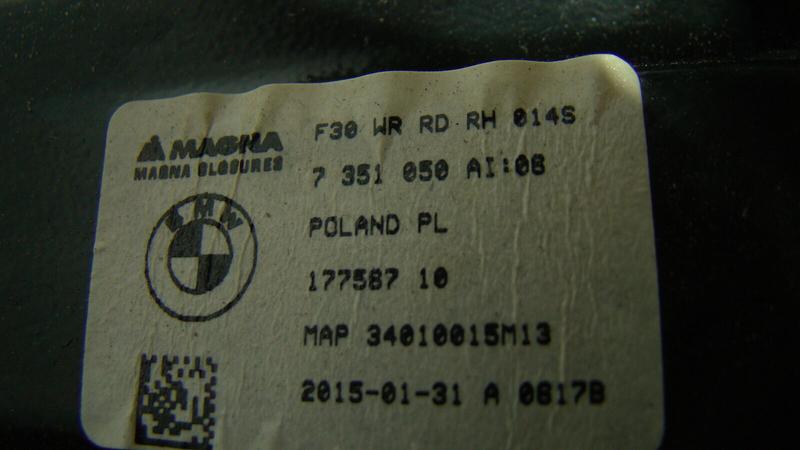 MAGNA
MAGNA CLOSURES
BMW
F30 WR RD RH 014S
7 351 050 AI:08
POLAND PL
177587 10
MAP 34010015M13
2015-01-31 A 0817B